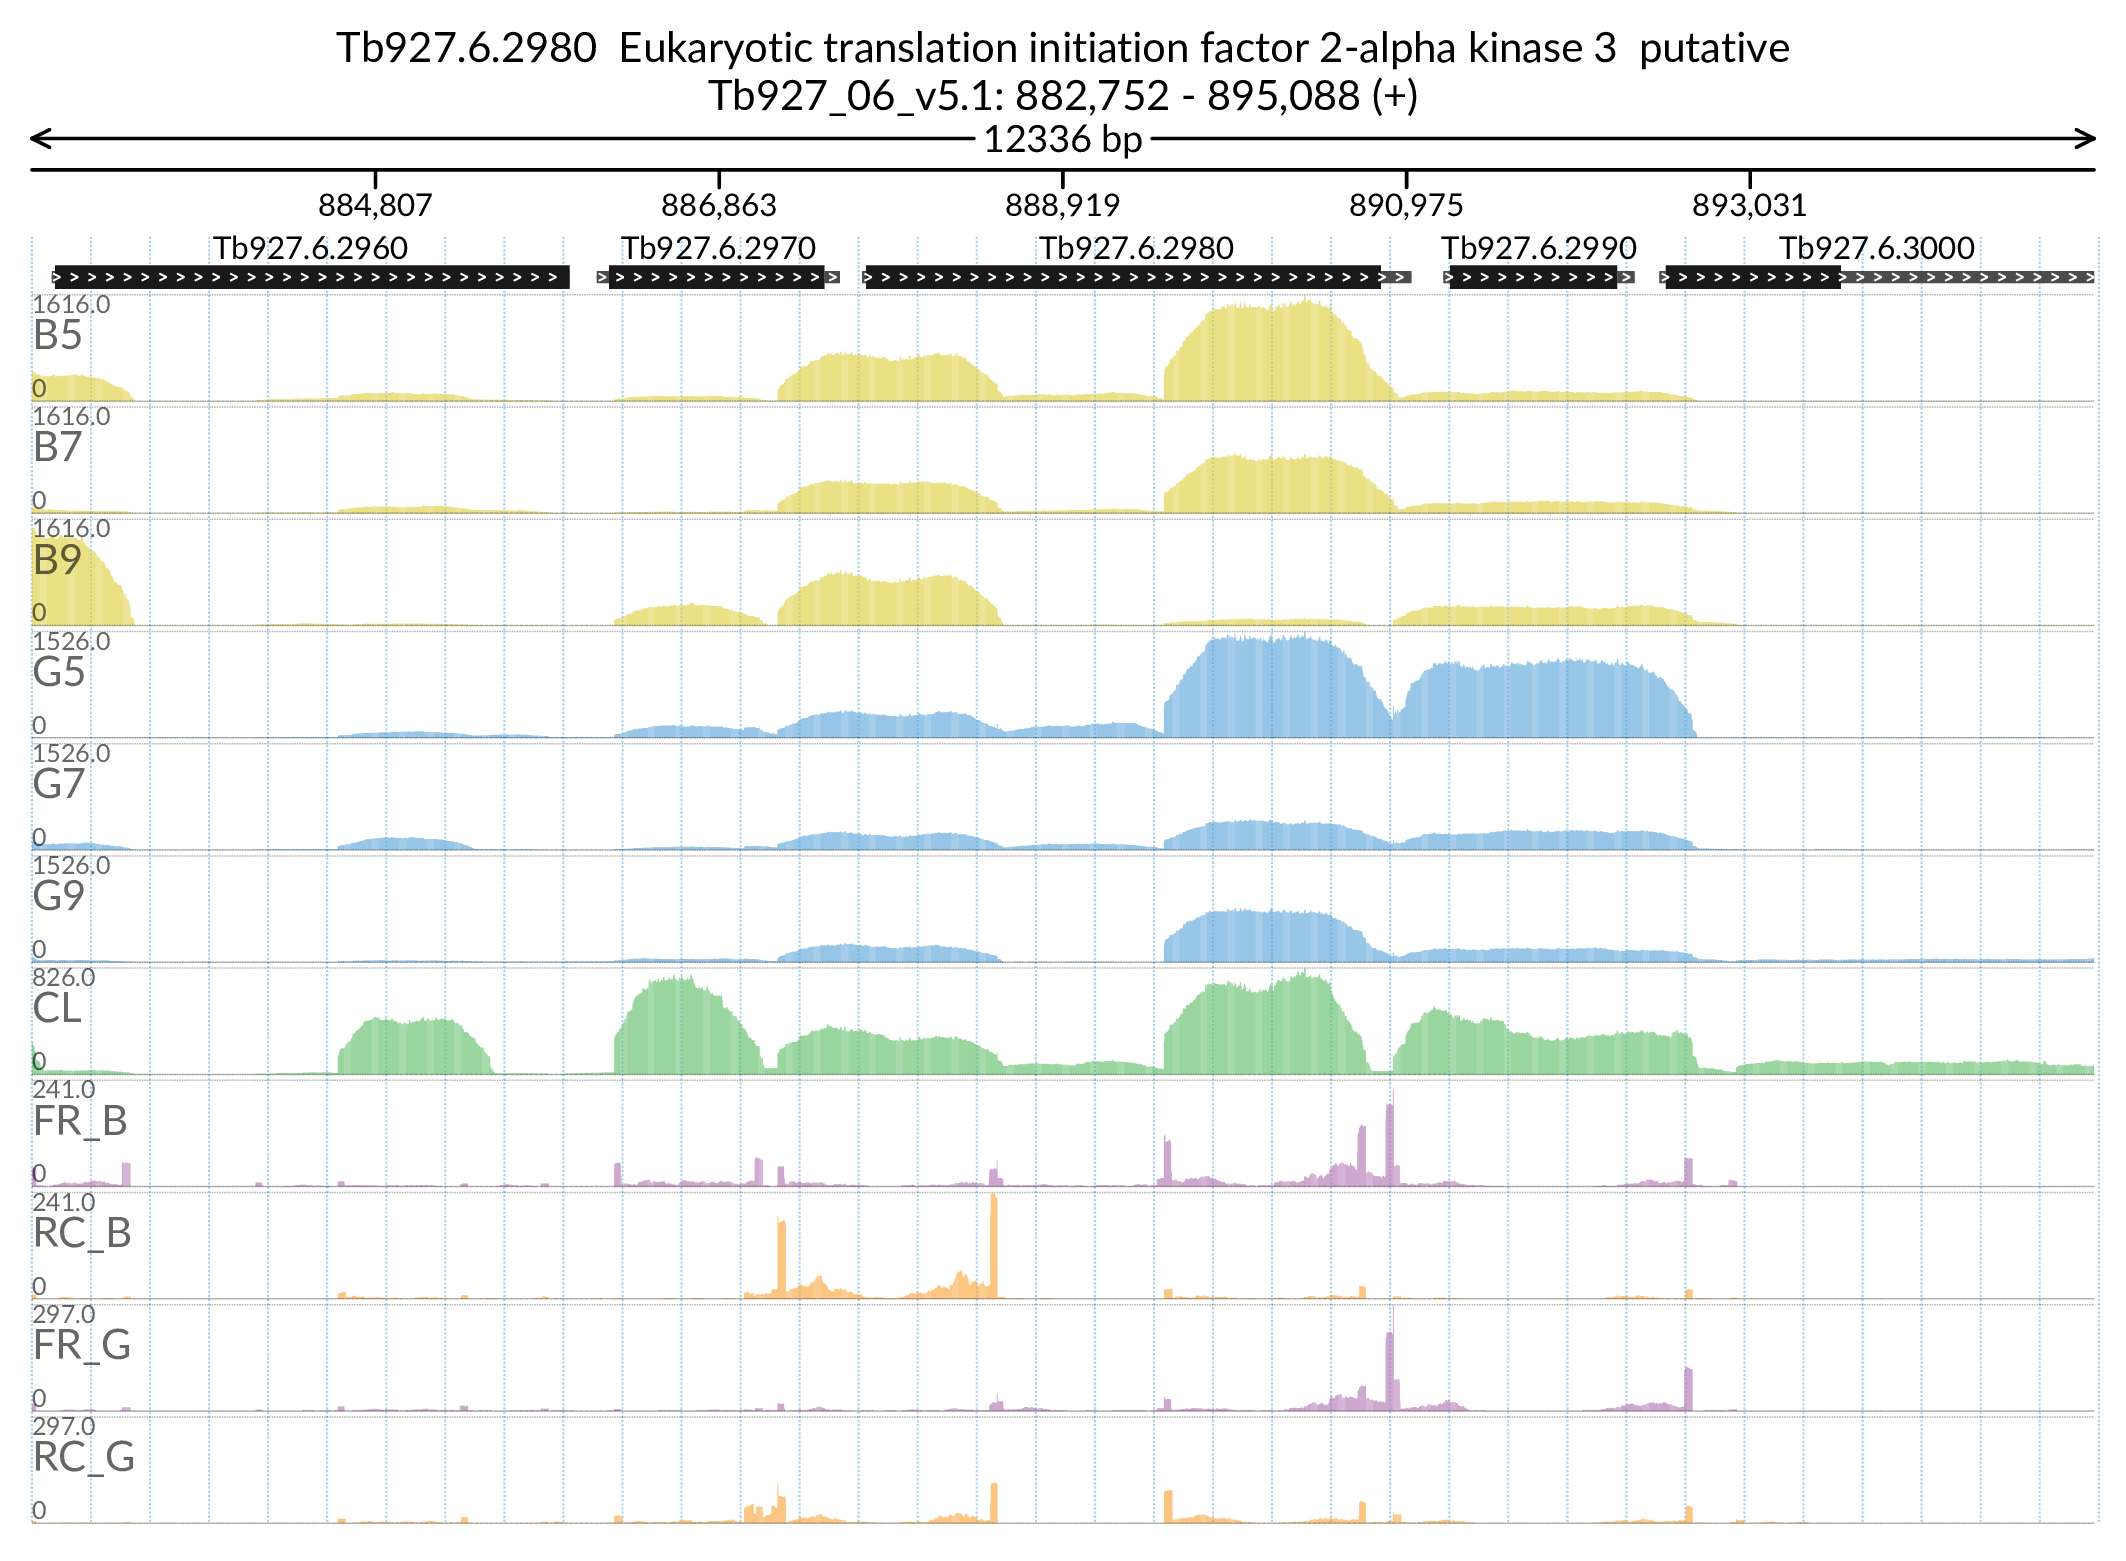 Tb927.6.2980  Eukaryotic translation initiation factor 2-alpha kinase 3  putative
Tb927_06_v5.1: 882,752 - 895,088 (+)
12336 bp
884,807 886,863 888,919 890,975 893,031
Tb927.6.2960 Tb927.6.2970 Tb927.6.2980 Tb927.6.2990 Tb927.6.3000
1616.0
B5
0
1616.0
B7
0
1616.0
B9
0
1526.0
G5
0
1526.0
G7
0
1526.0
G9
0
826.0
CL
0
241.0
FR_B
0
241.0
RC_B
0
297.0
FR_G
0
297.0
RC_G
0